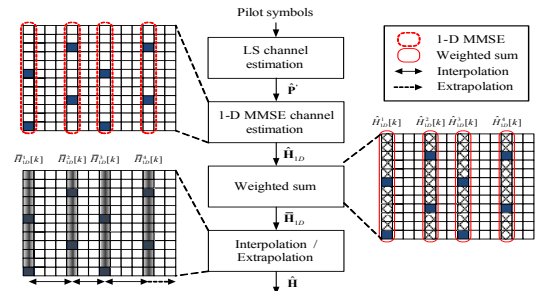 Pilot symbols
LS channel
estimation
P̂'
1-D MMSE channel
estimation
Ĥ1D
Weighted sum
H̄1D
Interpolation /
Extrapolation
Ĥ
1-D MMSE
Weighted sum
Interpolation
Extrapolation